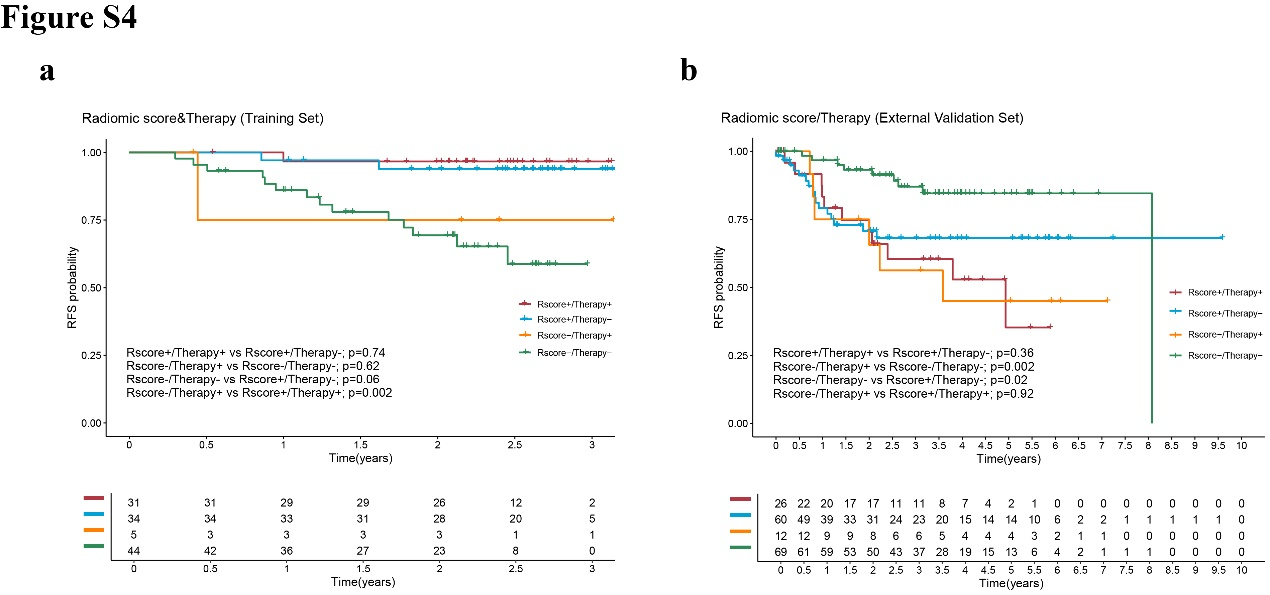 Figure S4
a
Radiomic score&Therapy (Training Set)
RFS probability
1.00
0.75
0.50
0.25
0.00
Rscore+/Therapy+
Rscore+/Therapy−
Rscore−/Therapy+
Rscore−/Therapy−
Rscore+/Therapy+ vs Rscore+/Therapy-; p=0.74
Rscore-/Therapy+ vs Rscore-/Therapy-; p=0.62
Rscore-/Therapy- vs Rscore+/Therapy-; p=0.06
Rscore-/Therapy+ vs Rscore+/Therapy+; p=0.002
0 0.5 1 1.5 2 2.5 3
Time(years)
31 31 29 29 26 12 2
34 34 33 31 28 20 5
5 3 3 3 3 1 1
44 42 36 27 23 8 0
0 0.5 1 1.5 2 2.5 3
Time(years)
b
Radiomic score/Therapy (External Validation Set)
RFS probability
1.00
0.75
0.50
0.25
0.00
Rscore+/Therapy+
Rscore+/Therapy−
Rscore−/Therapy+
Rscore−/Therapy−
Rscore+/Therapy+ vs Rscore+/Therapy-; p=0.36
Rscore-/Therapy+ vs Rscore-/Therapy-; p=0.002
Rscore-/Therapy- vs Rscore+/Therapy-; p=0.02
Rscore-/Therapy+ vs Rscore+/Therapy+; p=0.92
0 0.5 1 1.5 2 2.5 3 3.5 4 4.5 5 5.5 6 6.5 7 7.5 8 8.5 9 9.5 10
Time(years)
26 22 20 17 17 11 11 8 7 4 2 1 0 0 0 0 0 0 0 0 0
60 49 39 33 31 24 23 20 15 14 14 10 6 2 2 1 1 1 1 1 0
12 12 9 9 8 6 6 5 4 4 4 3 2 1 1 0 0 0 0 0 0
69 61 59 53 50 43 37 28 19 15 13 6 4 2 1 1 1 0 0 0 0
0 0.5 1 1.5 2 2.5 3 3.5 4 4.5 5 5.5 6 6.5 7 7.5 8 8.5 9 9.5 10
Time(years)